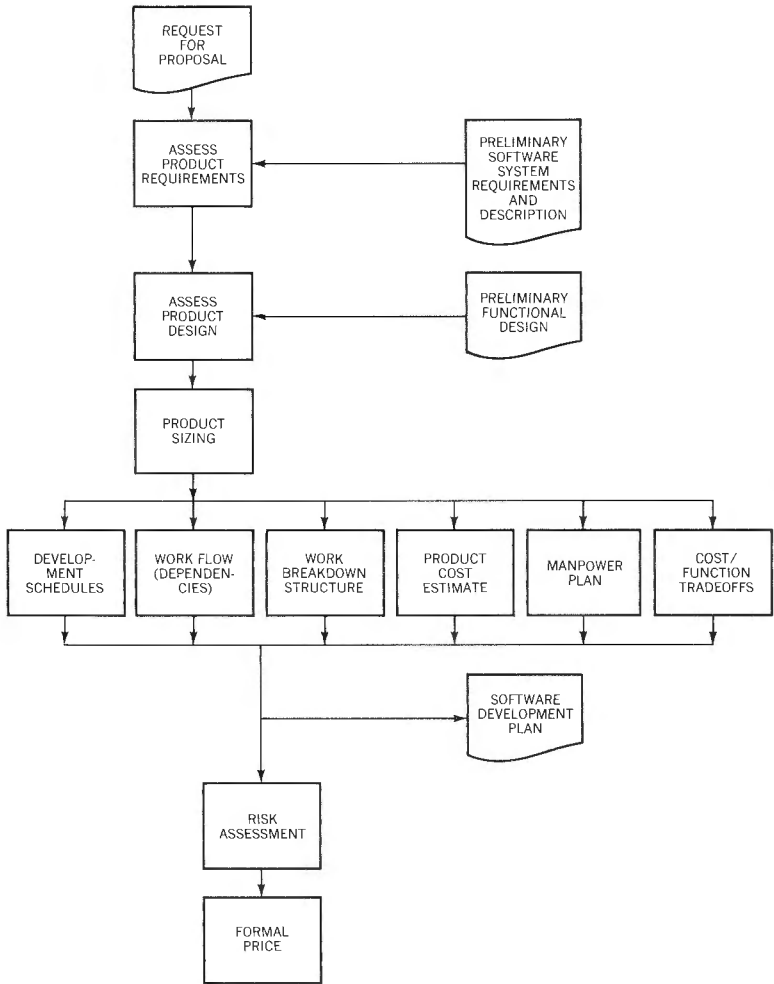 REQUEST
FOR
PROPOSAL
ASSESS
PRODUCT
REQUIREMENTS
PRELIMINARY
SOFTWARE
SYSTEM
REQUIREMENTS
AND
DESCRIPTION
ASSESS
PRODUCT
DESIGN
PRELIMINARY
FUNCTIONAL
DESIGN
PRODUCT
SIZING
DEVELOP-
MENT
SCHEDULES
WORK FLOW
(DEPENDEN-
CIES)
WORK
BREAKDOWN
STRUCTURE
PRODUCT
COST
ESTIMATE
MANPOWER
PLAN
COST/
FUNCTION
TRADEOFFS
SOFTWARE
DEVELOPMENT
PLAN
RISK
ASSESSMENT
FORMAL
PRICE